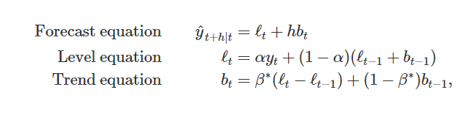 Forecast equation ŷ_{t+h|t} = ℓ_t + hb_t
Level equation ℓ_t = αy_t + (1 − α)(ℓ_{t−1} + b_{t−1})
Trend equation b_t = β*(ℓ_t − ℓ_{t−1}) + (1 − β*)b_{t−1},